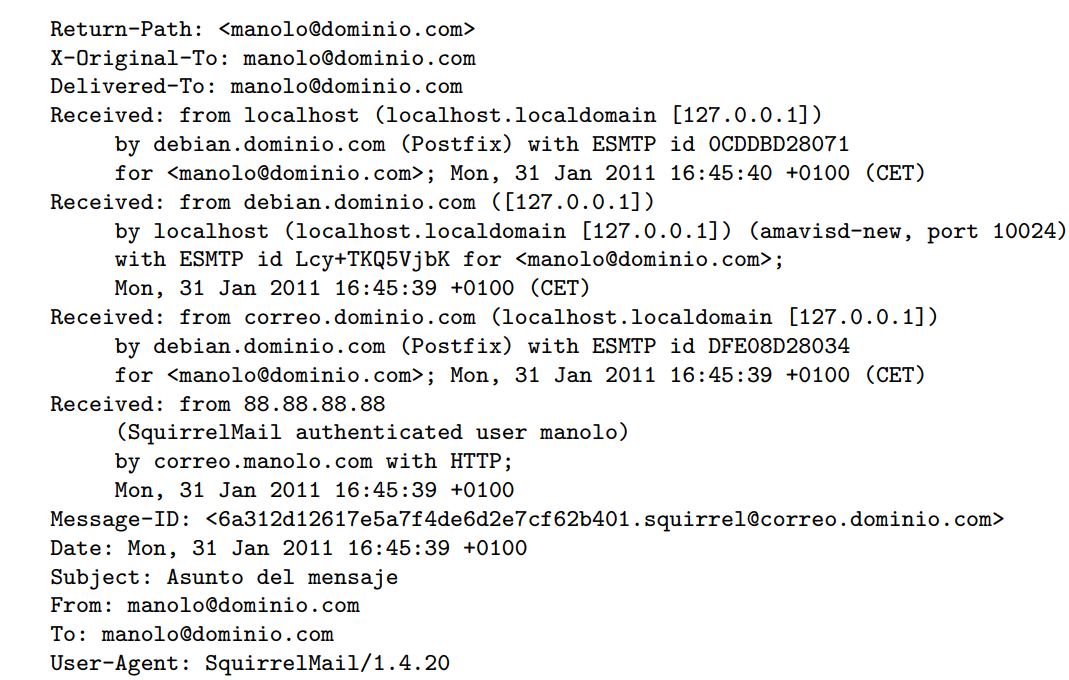 Return-Path: <manolo@dominio.com>
X-Original-To: manolo@dominio.com
Delivered-To: manolo@dominio.com
Received: from localhost (localhost.localdomain [127.0.0.1])
by debian.dominio.com (Postfix) with ESMTP id 0CDDBD28071
for <manolo@dominio.com>; Mon, 31 Jan 2011 16:45:40 +0100 (CET)
Received: from debian.dominio.com ([127.0.0.1])
by localhost (localhost.localdomain [127.0.0.1]) (amavisd-new, port 10024)
with ESMTP id Lcy+TKQ5VjbK for <manolo@dominio.com>;
Mon, 31 Jan 2011 16:45:39 +0100 (CET)
Received: from correo.dominio.com (localhost.localdomain [127.0.0.1])
by debian.dominio.com (Postfix) with ESMTP id DFE08D28034
for <manolo@dominio.com>; Mon, 31 Jan 2011 16:45:39 +0100 (CET)
Received: from 88.88.88.88
(SquirrelMail authenticated user manolo)
by correo.manolo.com with HTTP;
Mon, 31 Jan 2011 16:45:39 +0100
Message-ID: <6a312d12617e5a7f4de6d2e7cf62b401.squirrel@correo.dominio.com>
Date: Mon, 31 Jan 2011 16:45:39 +0100
Subject: Asunto del mensaje
From: manolo@dominio.com
To: manolo@dominio.com
User-Agent: SquirrelMail/1.4.20